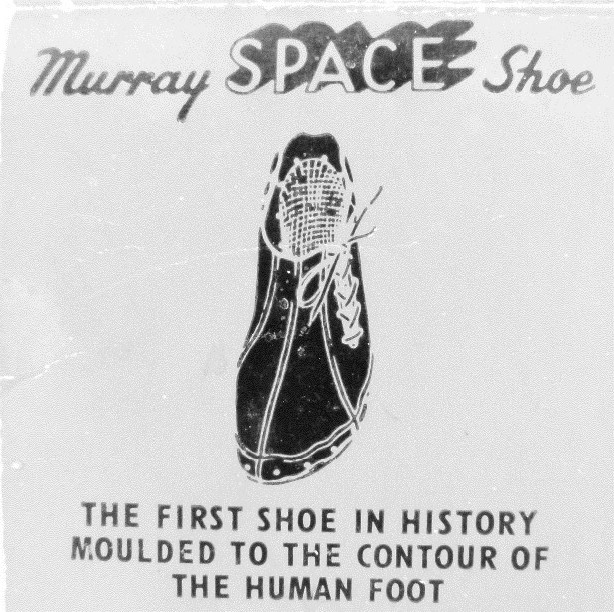 Murray SPACE Shoe
THE FIRST SHOE IN HISTORY
MOULDED TO THE CONTOUR OF
THE HUMAN FOOT